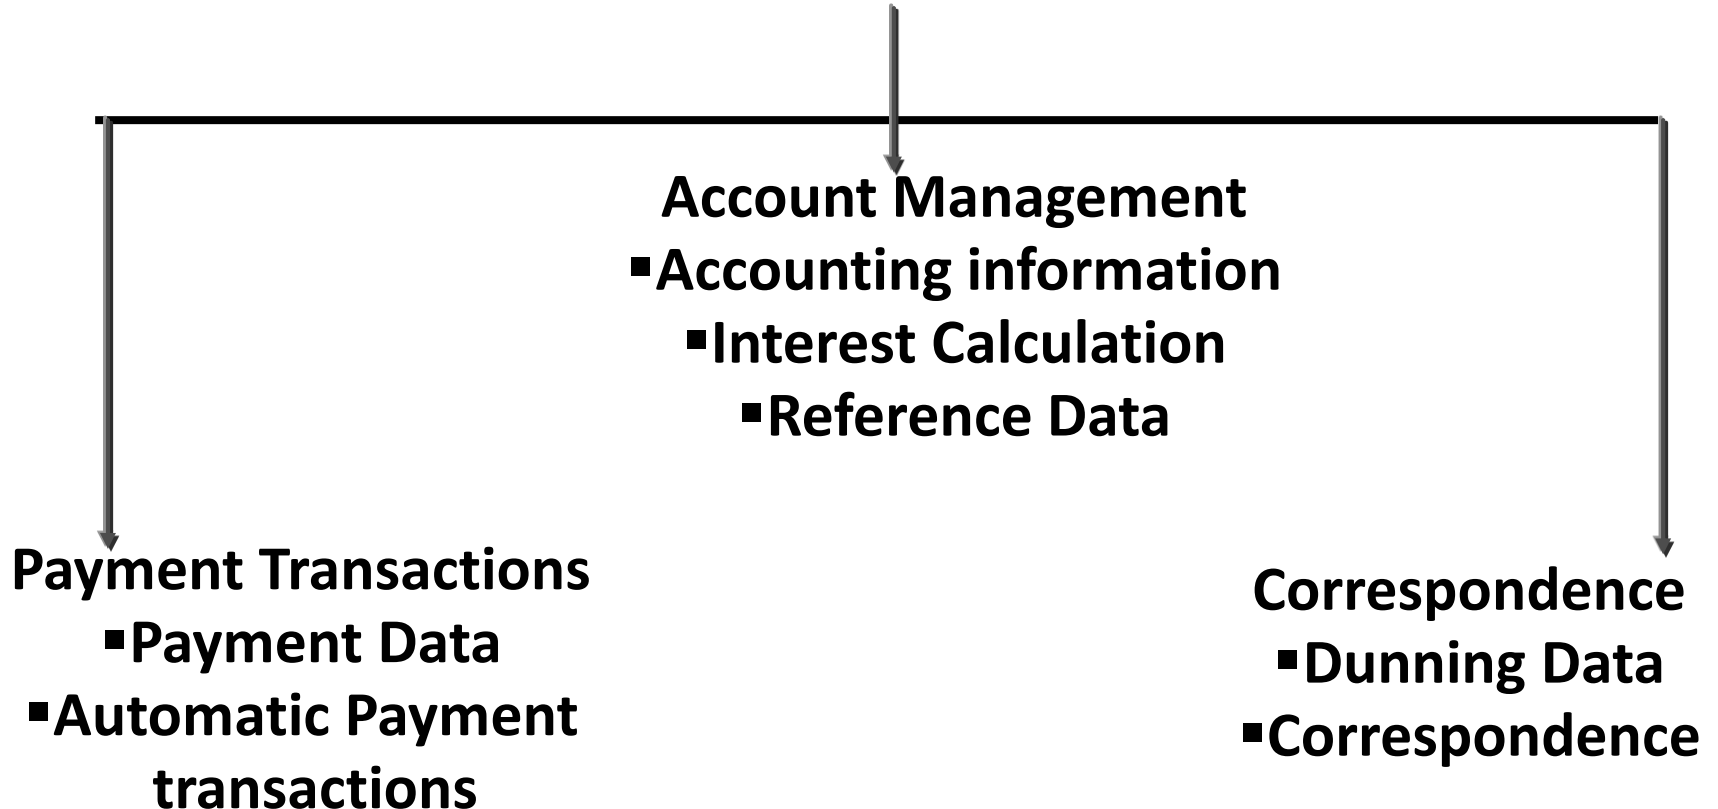 Account Management
▪Accounting information
▪Interest Calculation
▪Reference Data
Payment Transactions
▪Payment Data
▪Automatic Payment
transactions
Correspondence
▪Dunning Data
▪Correspondence